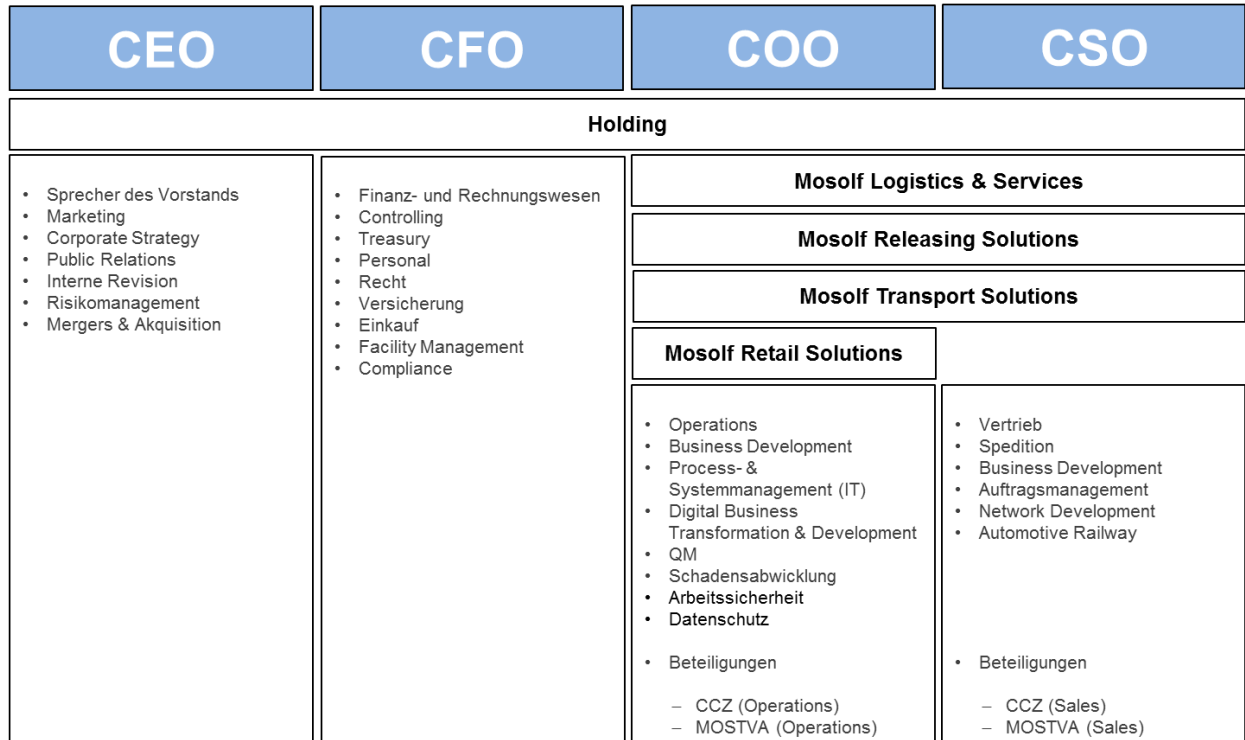 CEO
CFO
COO
CSO
Holding
• Sprecher des Vorstands
• Marketing
• Corporate Strategy
• Public Relations
• Interne Revision
• Risikomanagement
• Mergers & Akquisition
• Finanz- und Rechnungswesen
• Controlling
• Treasury
• Personal
• Recht
• Versicherung
• Einkauf
• Facility Management
• Compliance
Mosolf Logistics & Services
Mosolf Releasing Solutions
Mosolf Transport Solutions
Mosolf Retail Solutions
• Operations
• Business Development
• Process- &
Systemmanagement (IT)
• Digital Business
Transformation & Development
• QM
• Schadensabwicklung
• Arbeitssicherheit
• Datenschutz
• Beteiligungen
– CCZ (Operations)
– MOSTVA (Operations)
• Vertrieb
• Spedition
• Business Development
• Auftragsmanagement
• Network Development
• Automotive Railway
• Beteiligungen
– CCZ (Sales)
– MOSTVA (Sales)